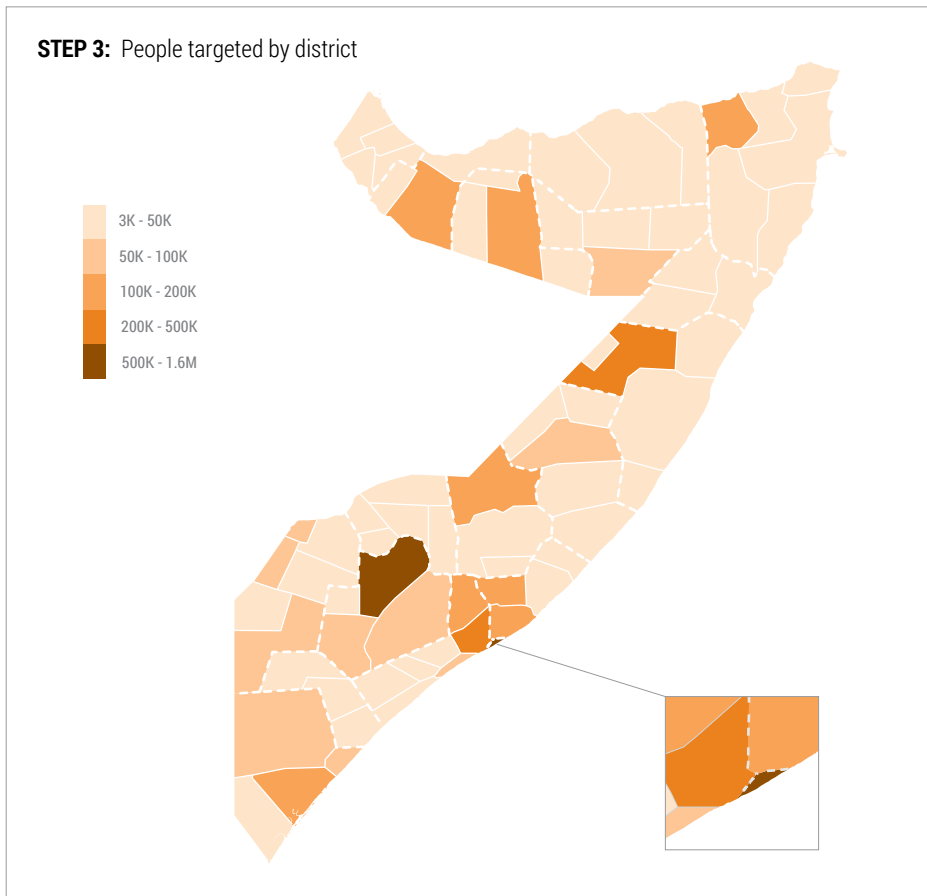 STEP 3: People targeted by district
3K - 50K
50K - 100K
100K - 200K
200K - 500K
500K - 1.6M